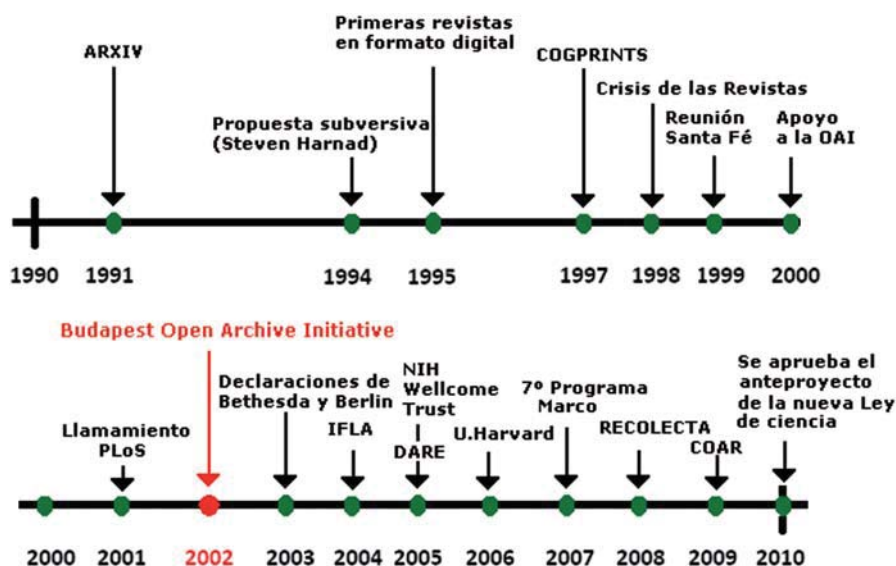 ARXIV
Propuesta subversiva
(Steven Harnad)
Primeras revistas
en formato digital
COGPRINTS
Crisis de las Revistas
Reunión
Santa Fé
Apoyo
a la OAI
1990 1991 1994 1995 1997 1998 1999 2000
Llamamiento
PLoS
Budapest Open Archive Initiative
Declaraciones de
Bethesda y Berlin
IFLA
NIH
Wellcome
Trust
DARE
U.Harvard
7º Programa
Marco
RECOLECTA
COAR
Se aprueba el
anteproyecto
de la nueva Ley
de ciencia
2000 2001 2002 2003 2004 2005 2006 2007 2008 2009 2010